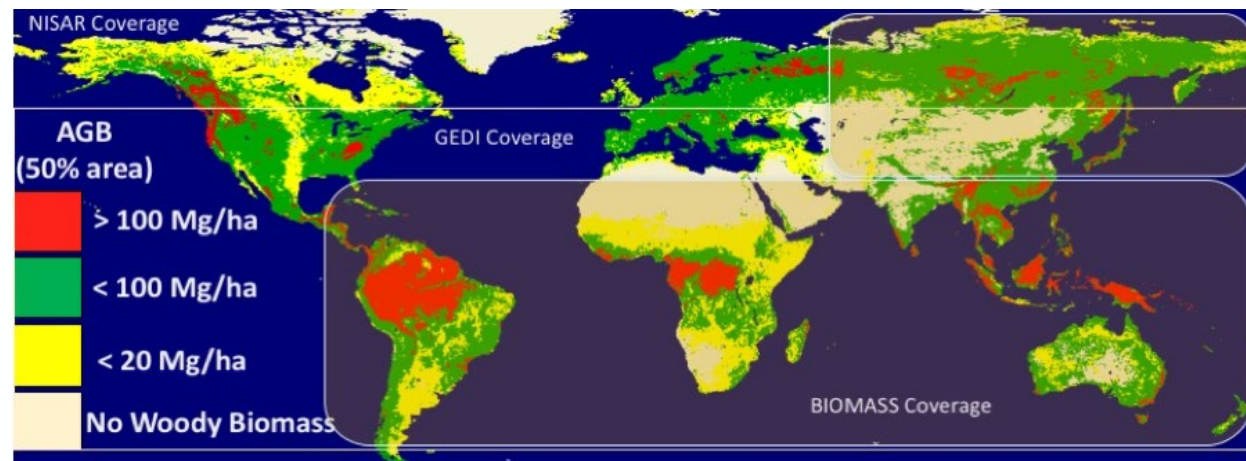 NISAR Coverage
GEDI Coverage
AGB
(50% area)
> 100 Mg/ha
< 100 Mg/ha
< 20 Mg/ha
No Woody Biomass
BIOMASS Coverage